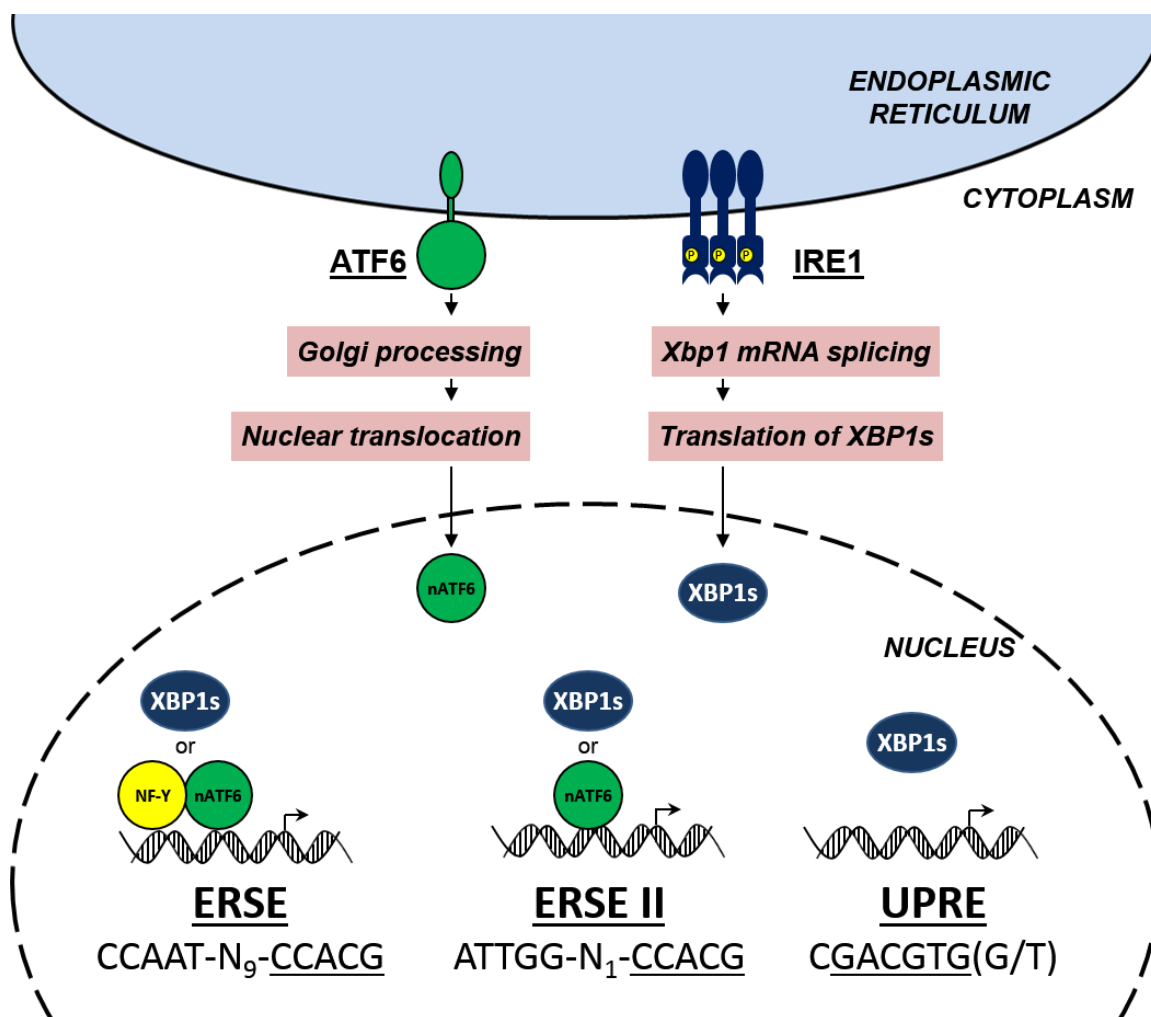 ENDOPLASMIC
RETICULUM
CYTOPLASM
ATF6
IRE1
P P P
Golgi processing
Xbp1 mRNA splicing
Nuclear translocation
Translation of XBP1s
nATF6
XBP1s
NUCLEUS
XBP1s
or
NF-Y nATF6
XBP1s
or
nATF6
XBP1s
ERSE
ERSE II
UPRE
CCAAT-N₉-CCACG
ATTGG-N₁-CCACG
CGACGTG(G/T)